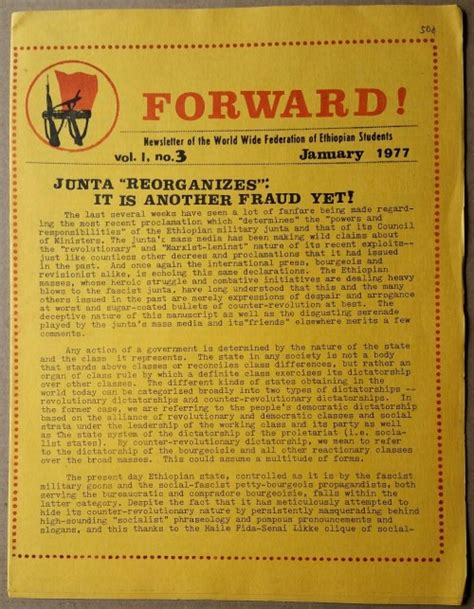 50¢
FORWARD!
Newsletter of the World Wide Federation of Ethiopian Students
vol. I, no. 3 January 1977
JUNTA "REORGANIZES":
IT IS ANOTHER FRAUD YET!
The last several weeks have seen a lot of fanfare being made regard-
ing the most recent proclamation which "determines" the "powers and
responsibilities" of the Ethiopian military junta and that of its Council
of Ministers. The junta's mass media has been making wild claims about
the "revolutionary" and "Marxist-Leninist" nature of its recent exploits--
just like countless other decrees and proclamations that it had issued
in the past. And once again the international press, bourgeois and
revisionist alike, is echoing this same declarations. The Ethiopian
masses, whose heroic struggle and combative initiatives are dealing heavy
blows to the fascist junta, have long understood that this and the many
others issued in the past are merely expressions of despair and arrogance
at worst and sugar-coated bullets of counter-revolution at best. The
deceptive nature of this manuscript as well as the disgusting serenade
played by the junta's mass media and its"friends" elsewhere merits a few
comments.
Any action of a government is determined by the nature of the state
and the class it represents. The state in any society is not a body
that stands above classes or reconciles class differences, but rather an
organ of class rule by which a definite class exercises its dictatorship
over other classes. The different kinds of states obtaining in the
world today can be categorized broadly into two types of dictatorships --
revolutionary dictatorships and counter-revolutionary dictatorships. In
the former case, we are referring to the people's democratic dictatorship
based on the alliance of revolutionary and democratic classes and social
strata under the leadership of the working class and its party as well
as the state system of the dictatorship of the proletariat (i.e. socia-
list states). By counter-revolutionary dictatorship, we mean to refer
to the dictatorship of the bourgeoisie and all other reactionary classes
over the broad masses. This could assume a multitude of forms.
The present day Ethiopian state, controlled as it is by the fascist
military goons and the social-fascist petty-bourgeois propagandists, both
serving the bureaucratic and comprador bourgeoisie, falls within the
latter category. Despite the fact that it has meticulously attempted to
hide its counter-revolutionary nature by persistently masquerading behind
high-sounding "socialist" phraseology and pompous pronouncements and
slogans, and this thanks to the Haile Fida-Senai Likke clique of social-